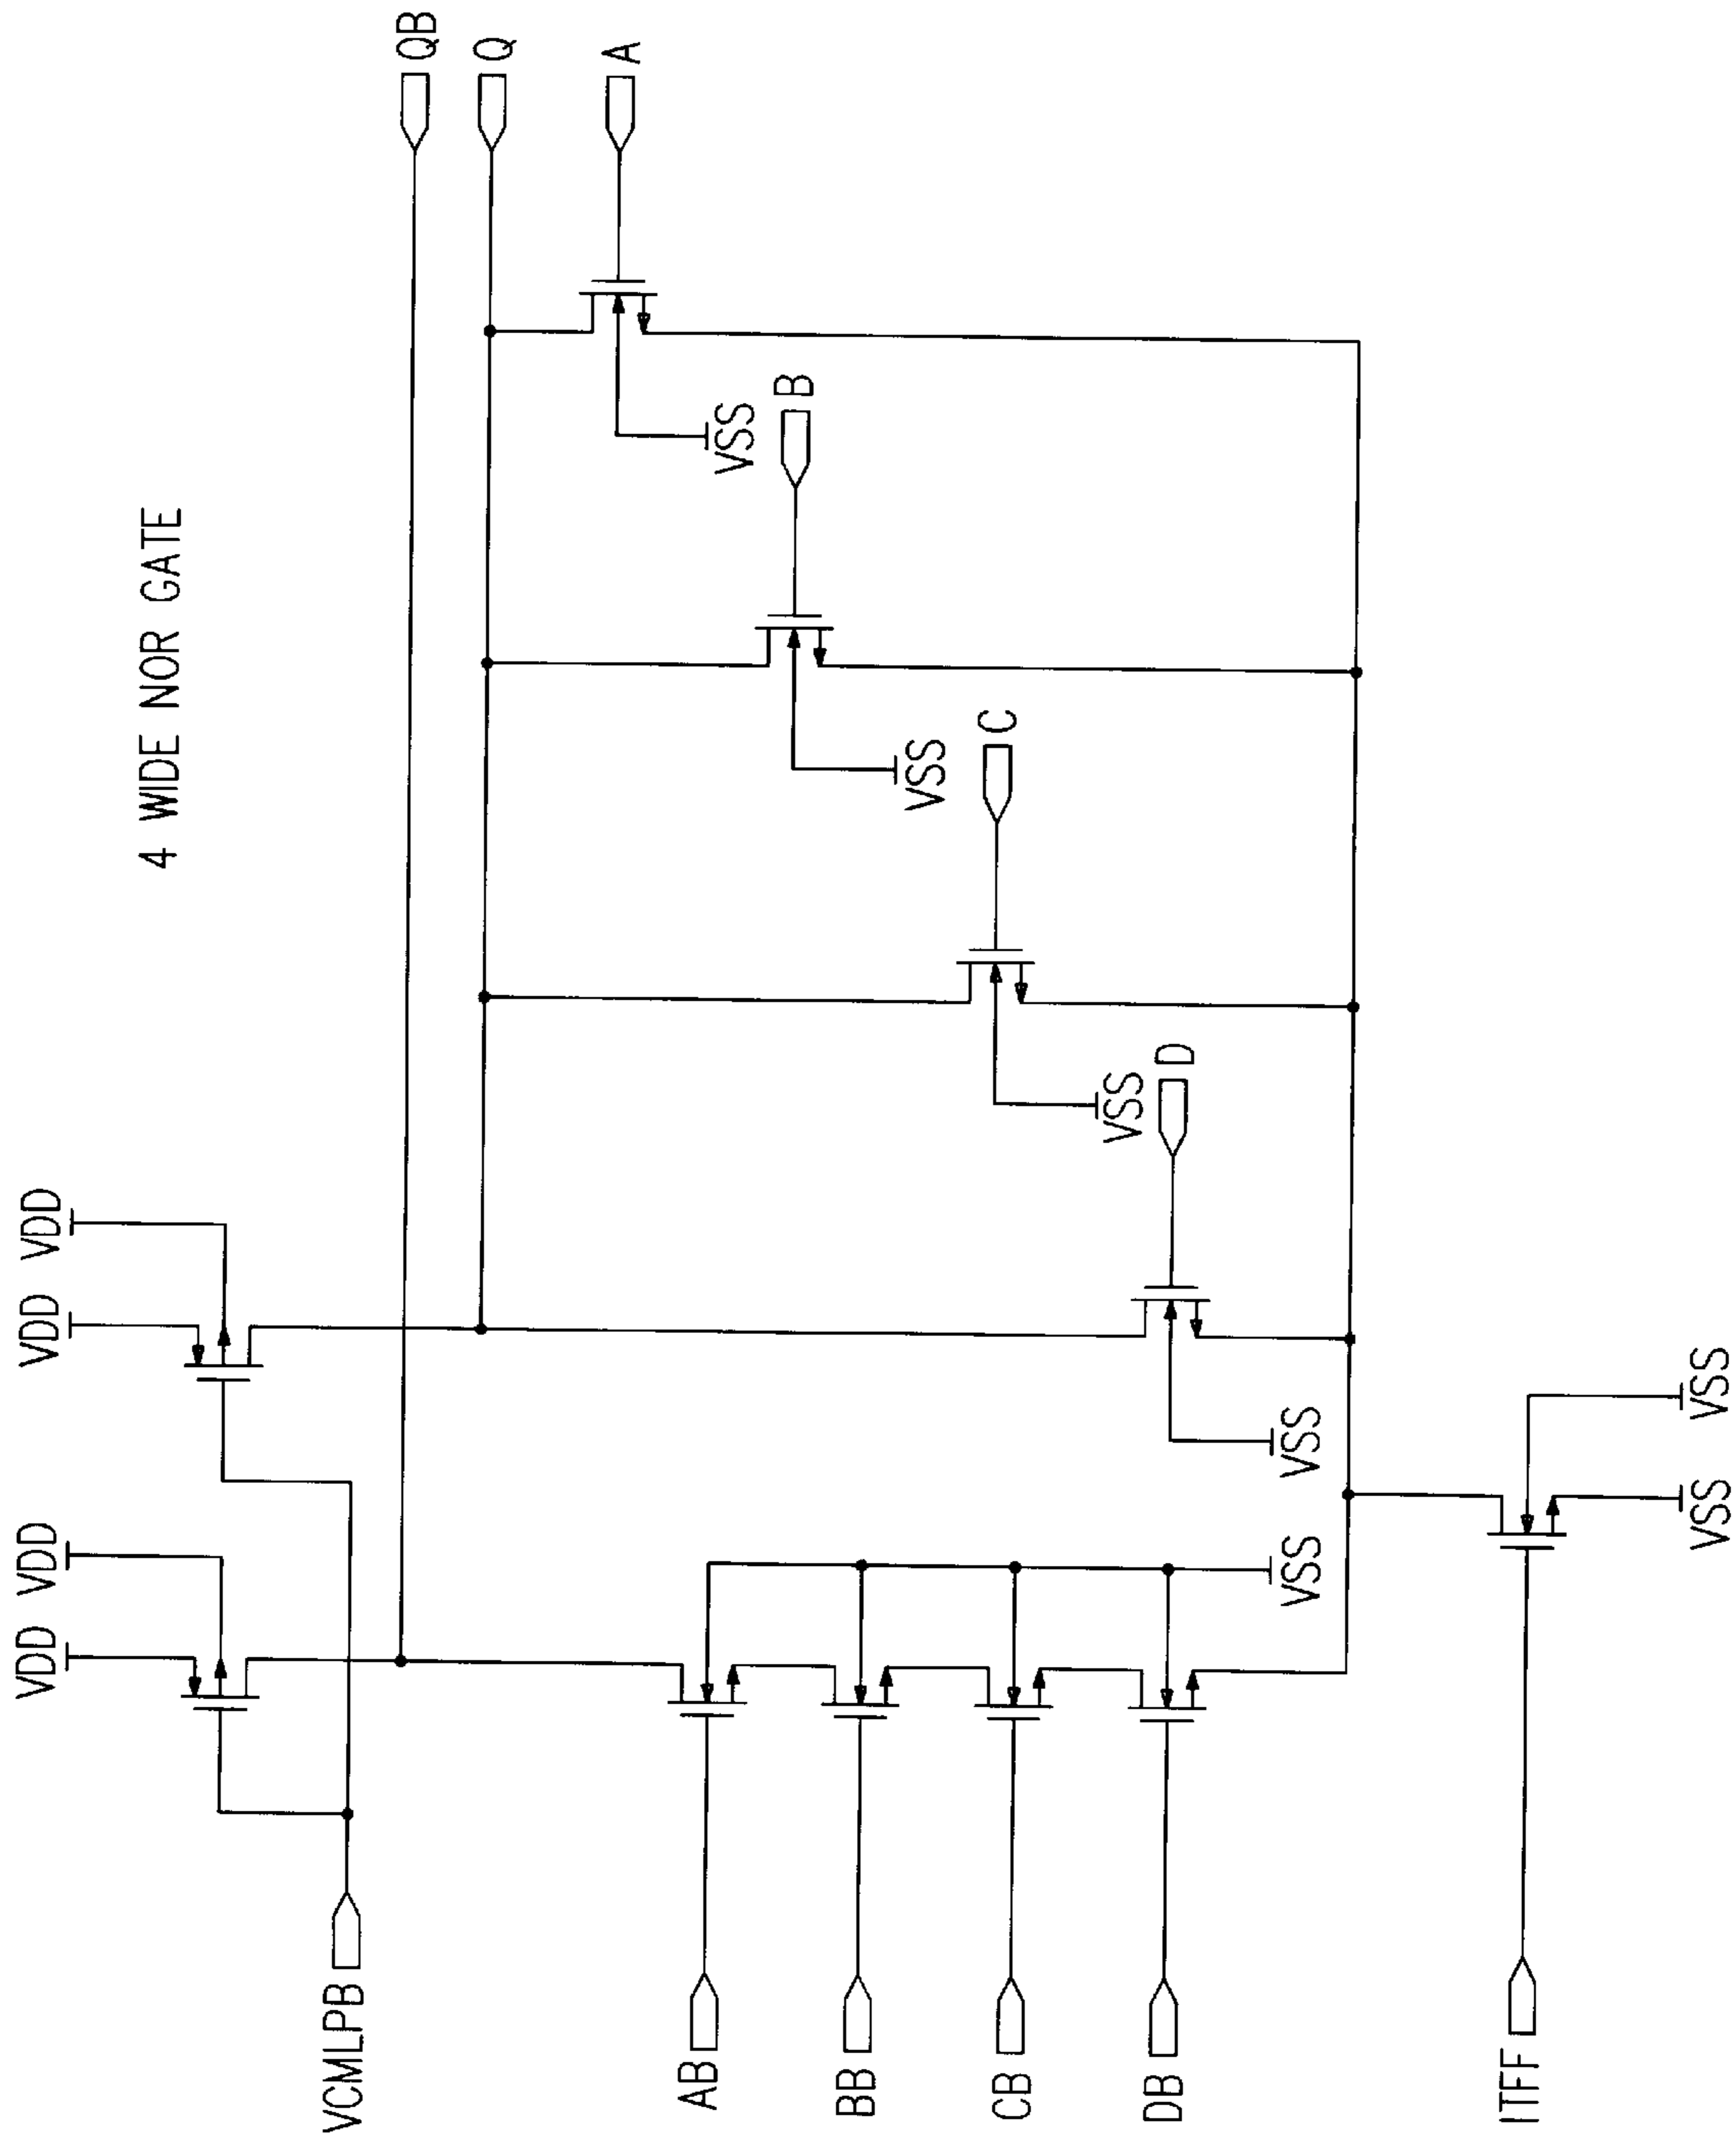 4 WIDE NOR GATE
VDD VDD
VDD VDD
VCMLPB
QB
Q
A
VSS
B
VSS
C
VSS
D
VSS
AB
BB
CB
DB
VSS
ITFF
VSS VSS